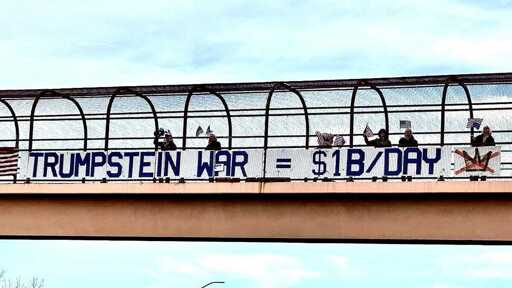 TRUMPSTEIN WAR = $1B/DAY